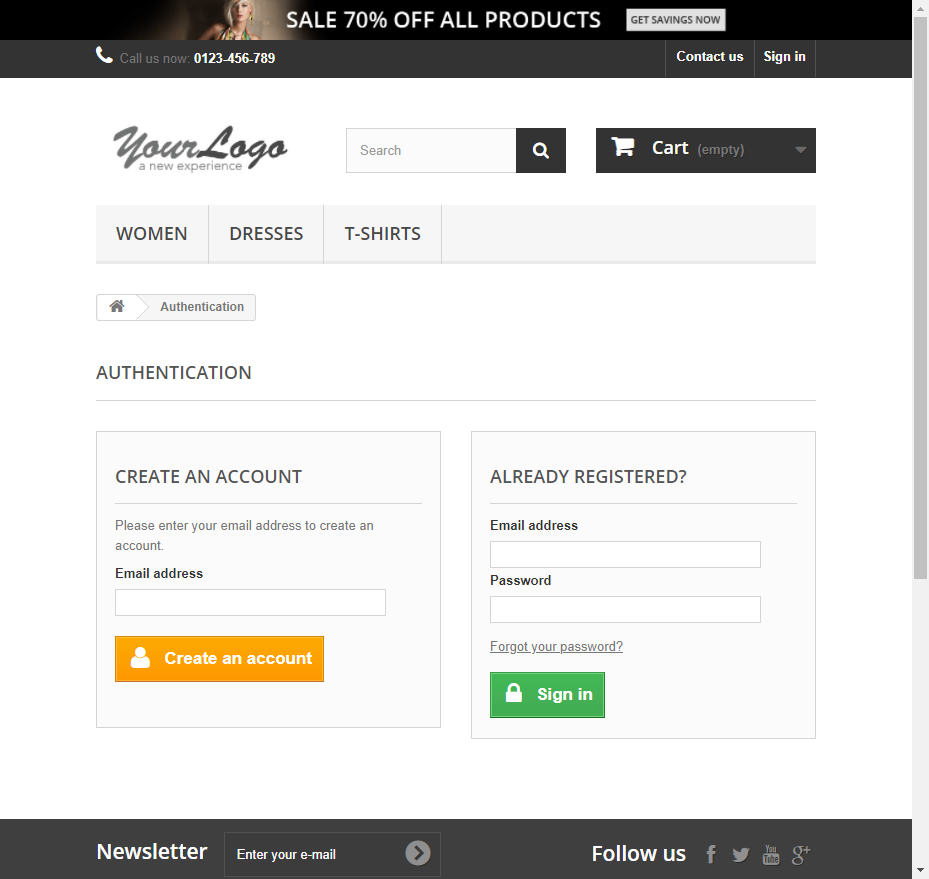 SALE 70% OFF ALL PRODUCTS GET SAVINGS NOW
Call us now: 0123-456-789 Contact us Sign in
YourLogo
a new experience
Search Cart (empty)
WOMEN DRESSES T-SHIRTS
Authentication
AUTHENTICATION
CREATE AN ACCOUNT
Please enter your email address to create an
account.
Email address
Create an account
ALREADY REGISTERED?
Email address
Password
Forgot your password?
Sign in
Newsletter Enter your e-mail Follow us You Tube g+